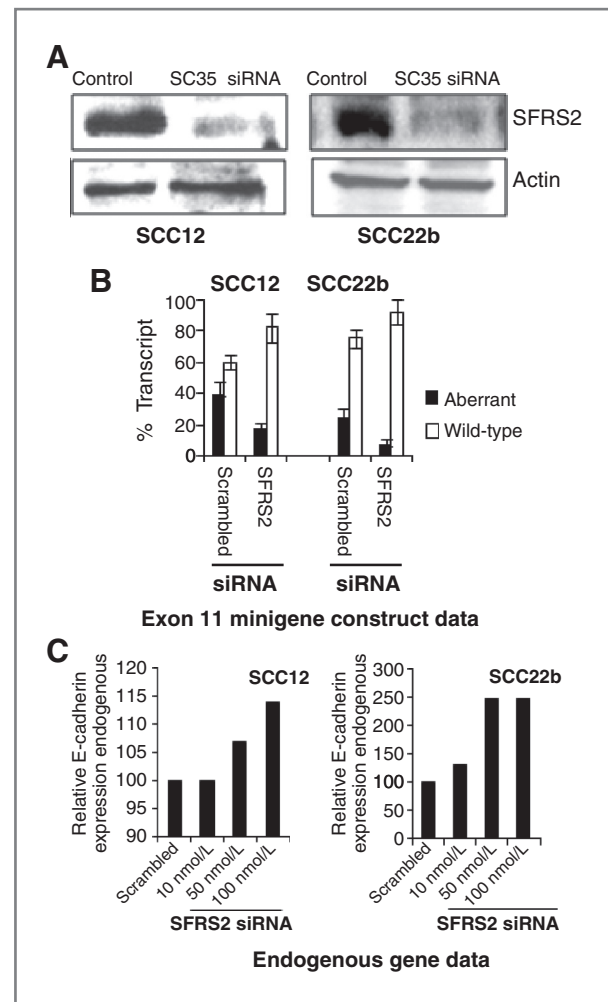 A
Control SC35 siRNA Control SC35 siRNA
SFRS2
Actin
SCC12 SCC22b
B
SCC12 SCC22b
% Transcript
100
80
60
40
20
0
Aberrant
Wild-type
Scrambled SFRS2 Scrambled SFRS2
siRNA siRNA
Exon 11 minigene construct data
C
Relative E-cadherin
expression endogenous
120
115
110
105
100
95
90
SCC12
Scrambled 10 nmol/L 50 nmol/L 100 nmol/L
SFRS2 siRNA
Relative E-cadherin
expression endogenous
300
250
200
150
100
50
0
SCC22b
Scrambled 10 nmol/L 50 nmol/L 100 nmol/L
SFRS2 siRNA
Endogenous gene data